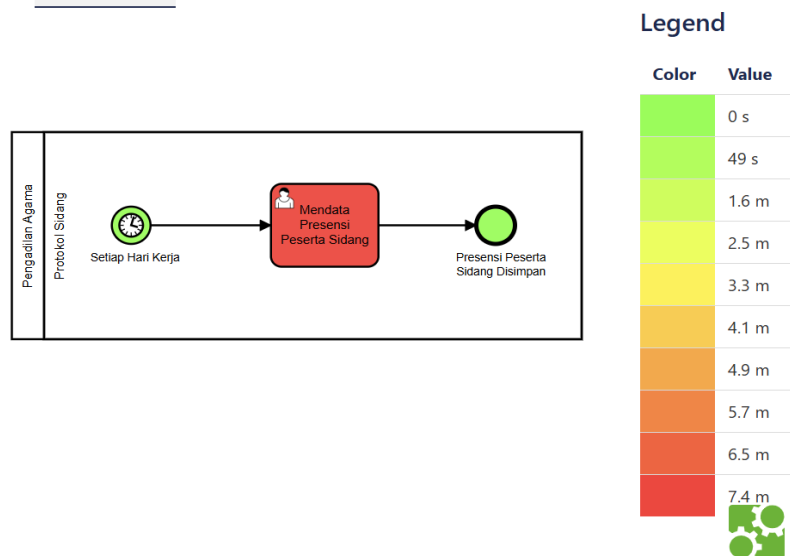 Legend
Color Value
0 s
49 s
1.6 m
2.5 m
3.3 m
4.1 m
4.9 m
5.7 m
6.5 m
7.4 m
Pengadilan Agama
Protokol Sidang
Setiap Hari Kerja
Mendata
Presensi
Peserta Sidang
Presensi Peserta
Sidang Disimpan